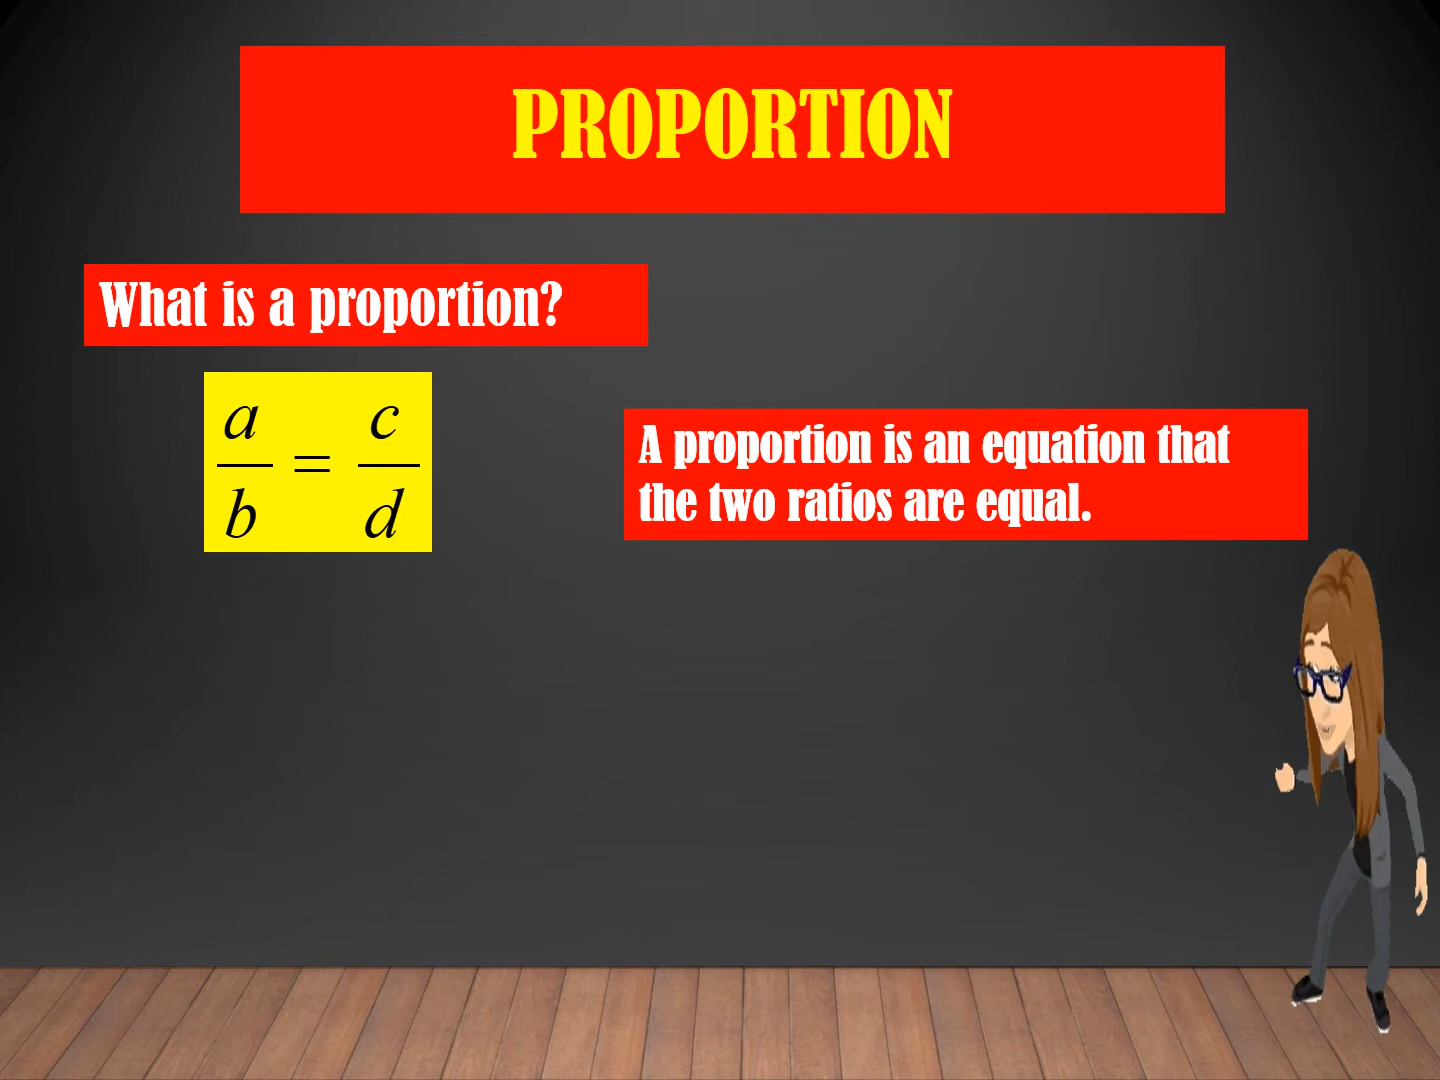 PROPORTION
What is a proportion?
a/b = c/d
A proportion is an equation that
the two ratios are equal.